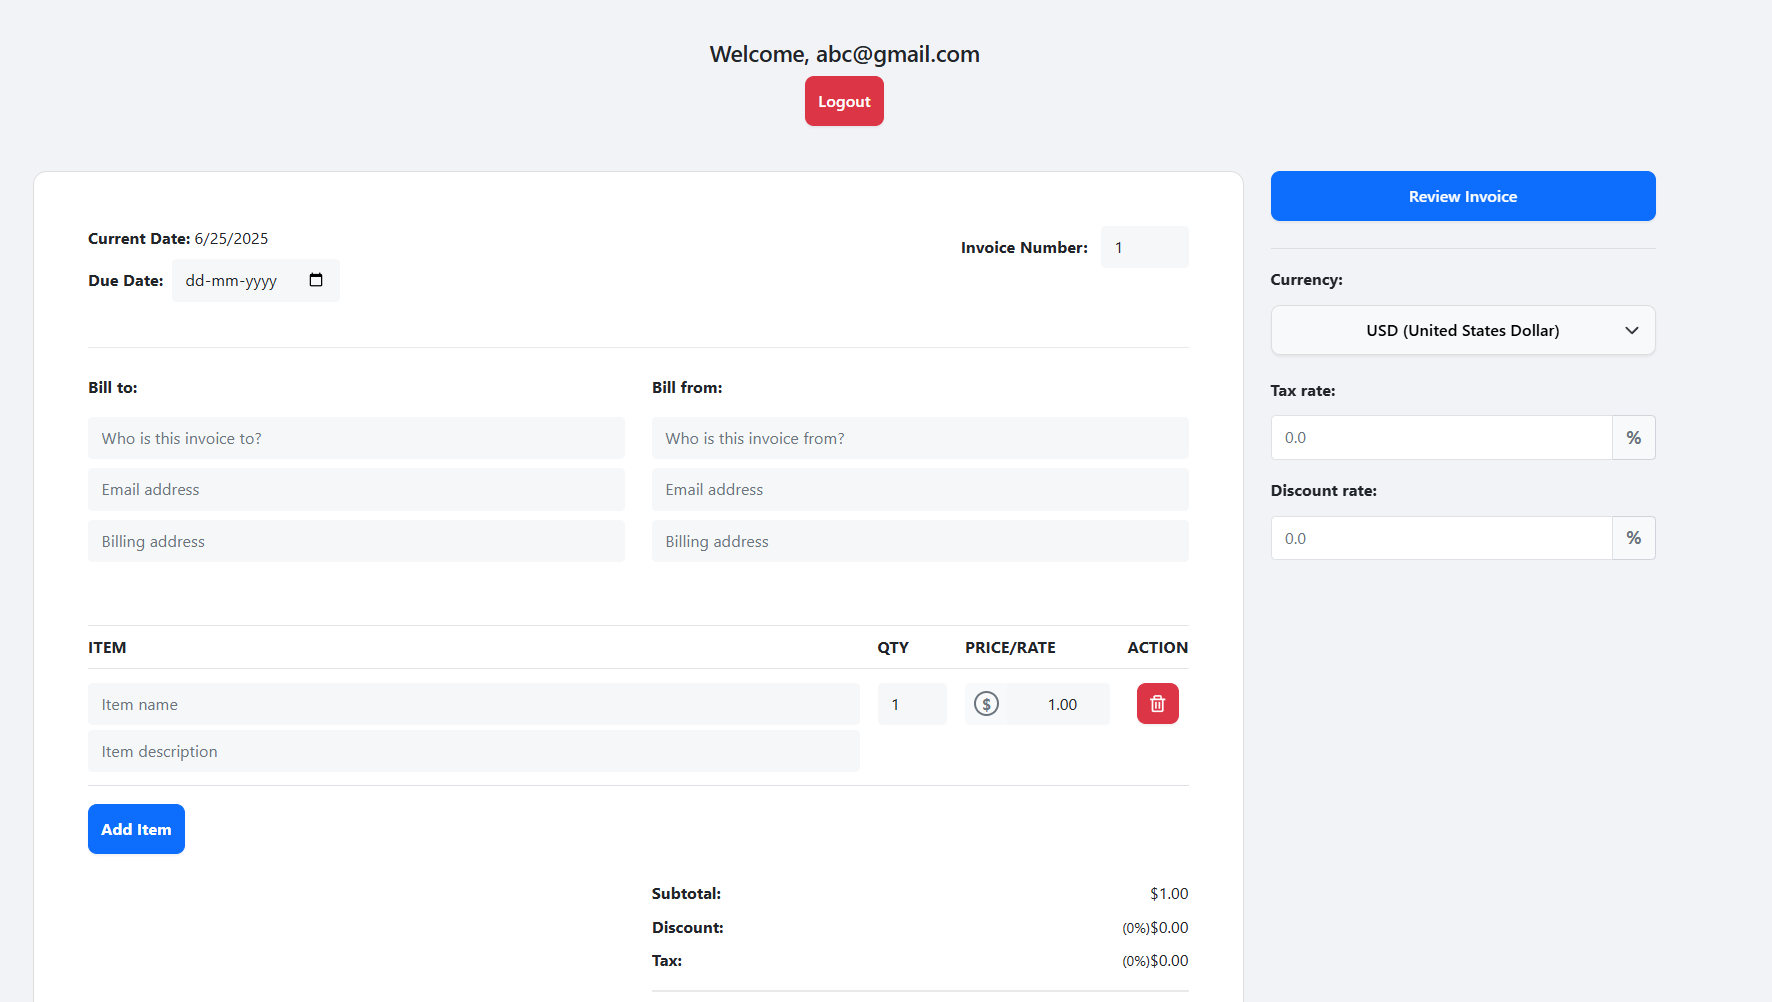 Welcome, abc@gmail.com
Logout
Current Date: 6/25/2025
Due Date: dd-mm-yyyy
Invoice Number: 1
Bill to:
Who is this invoice to?
Email address
Billing address
Bill from:
Who is this invoice from?
Email address
Billing address
ITEM QTY PRICE/RATE ACTION
Item name 1 $ 1.00
Item description
Add Item
Subtotal: $1.00
Discount: (0%)$0.00
Tax: (0%)$0.00
Review Invoice
Currency:
USD (United States Dollar)
Tax rate:
0.0 %
Discount rate:
0.0 %